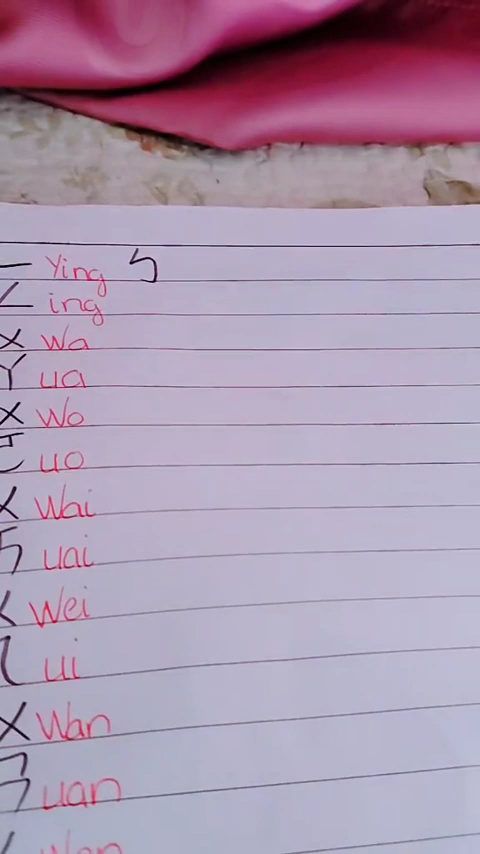 ㄧ Ying ㄣ
ㄥ ing
ㄨ Wa
ㄚ ua
ㄨ Wo
ㄛ uo
ㄨ Wai
ㄞ uai
ㄨ Wei
ㄟ ui
ㄨ Wan
ㄢ uan